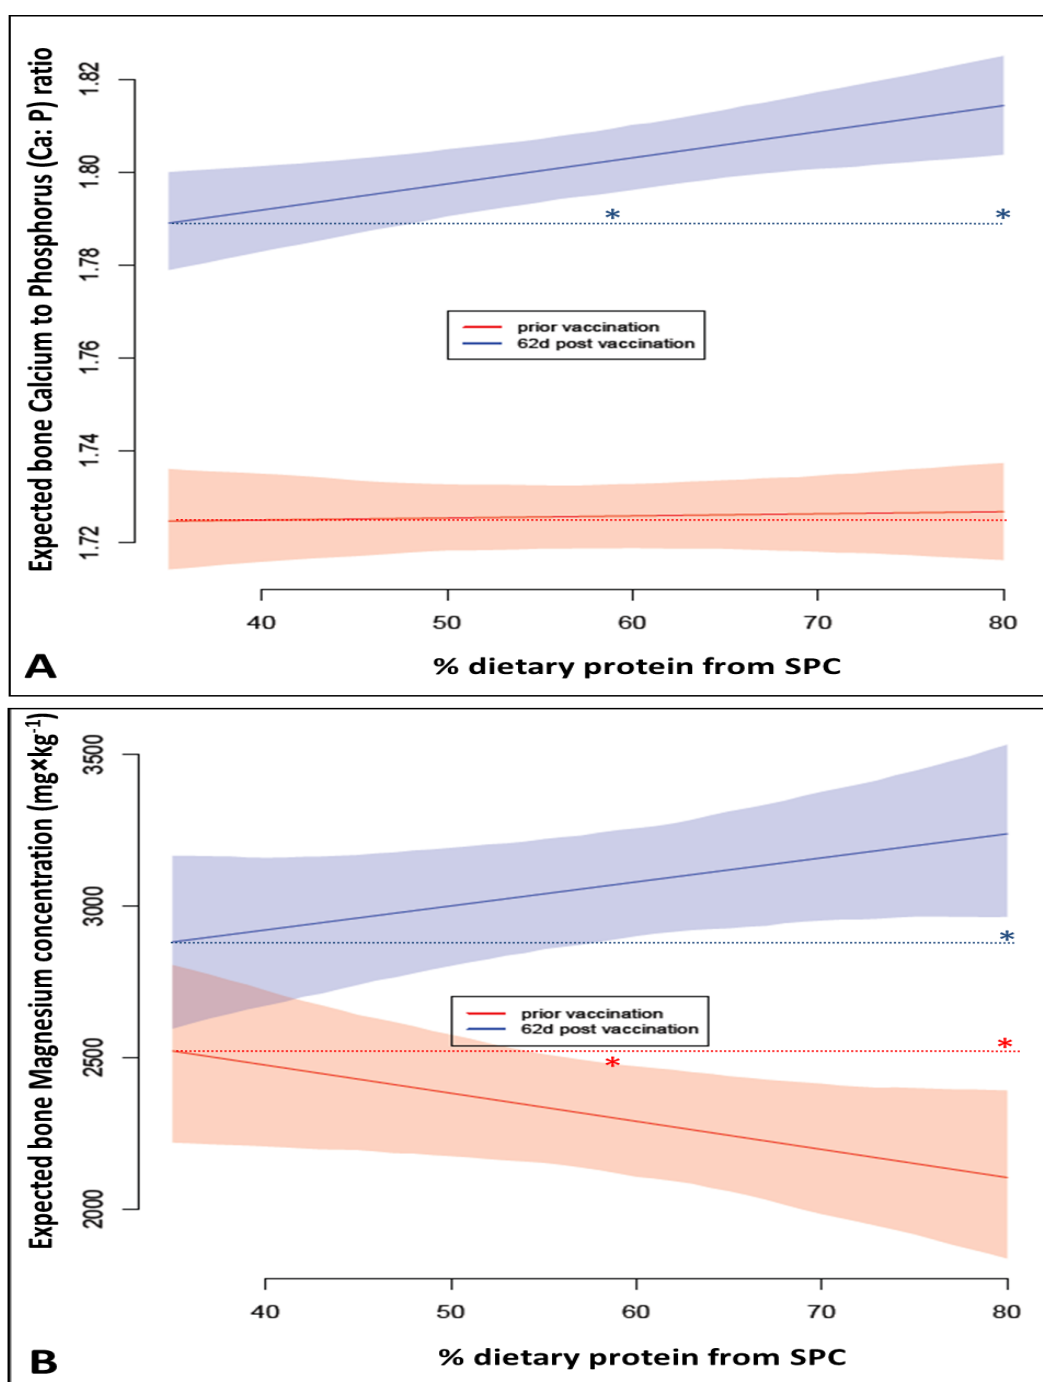 Expected bone Calcium to Phosphorus (Ca: P) ratio
1.82
1.80
1.78
1.76
1.74
1.72
*
*
prior vaccination
62d post vaccination
40
50
60
70
80
% dietary protein from SPC
A
Expected bone Magnesium concentration (mg×kg⁻¹)
3500
3000
2500
2000
*
*
*
prior vaccination
62d post vaccination
40
50
60
70
80
% dietary protein from SPC
B